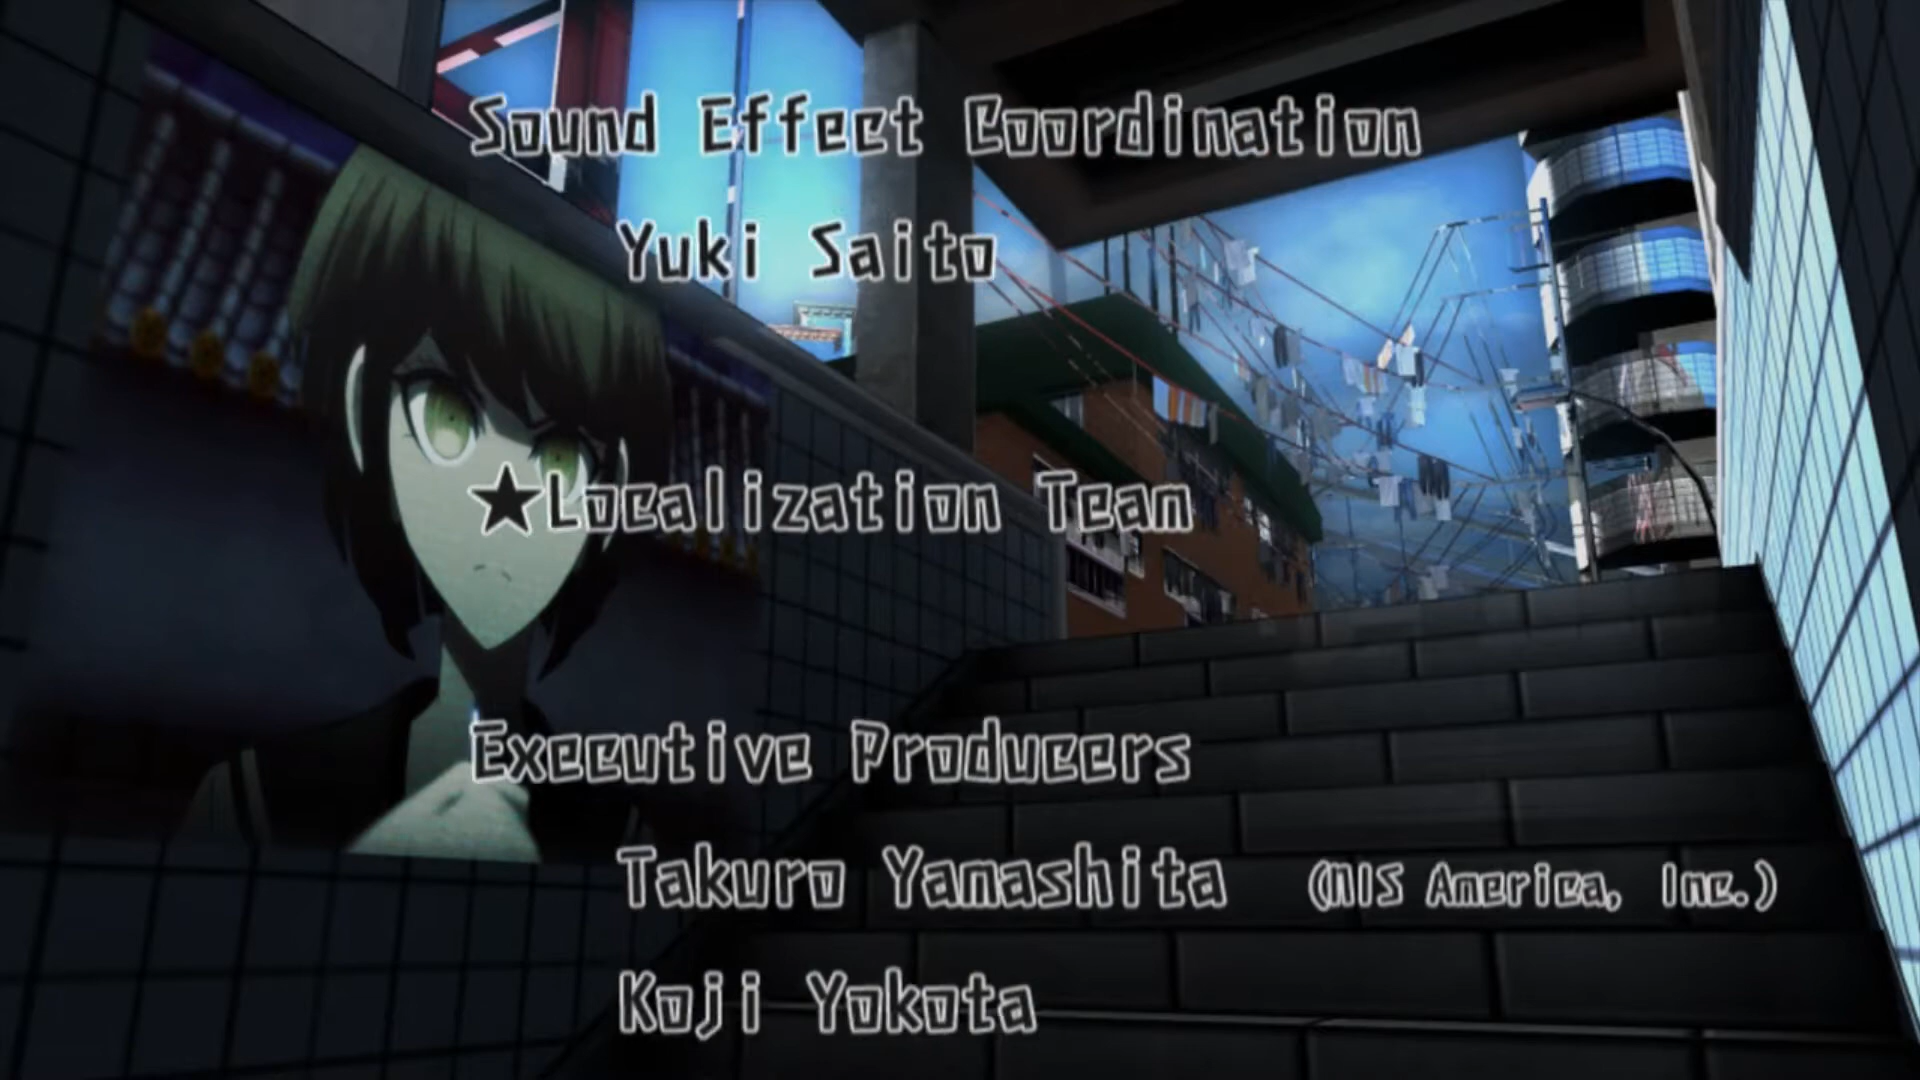 Sound Effect Coordination
Yuki Saito
★Localization Team
Executive Producers
Takuro Yamashita (NIS America, Inc.)
Koji Yokota